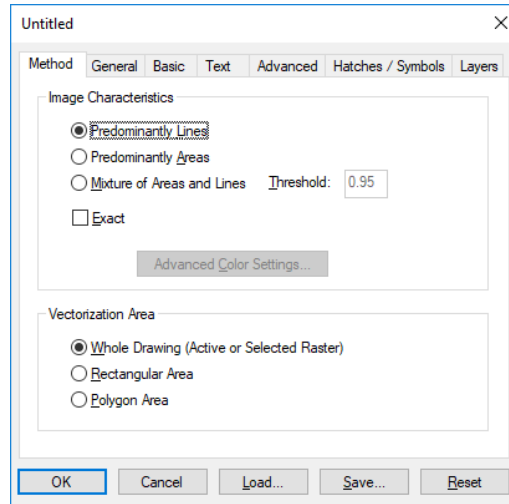 Untitled
Method General Basic Text Advanced Hatches / Symbols Layers
Image Characteristics
Predominantly Lines
Predominantly Areas
Mixture of Areas and Lines Threshold: 0.95
Exact
Advanced Color Settings...
Vectorization Area
Whole Drawing (Active or Selected Raster)
Rectangular Area
Polygon Area
OK Cancel Load... Save... Reset